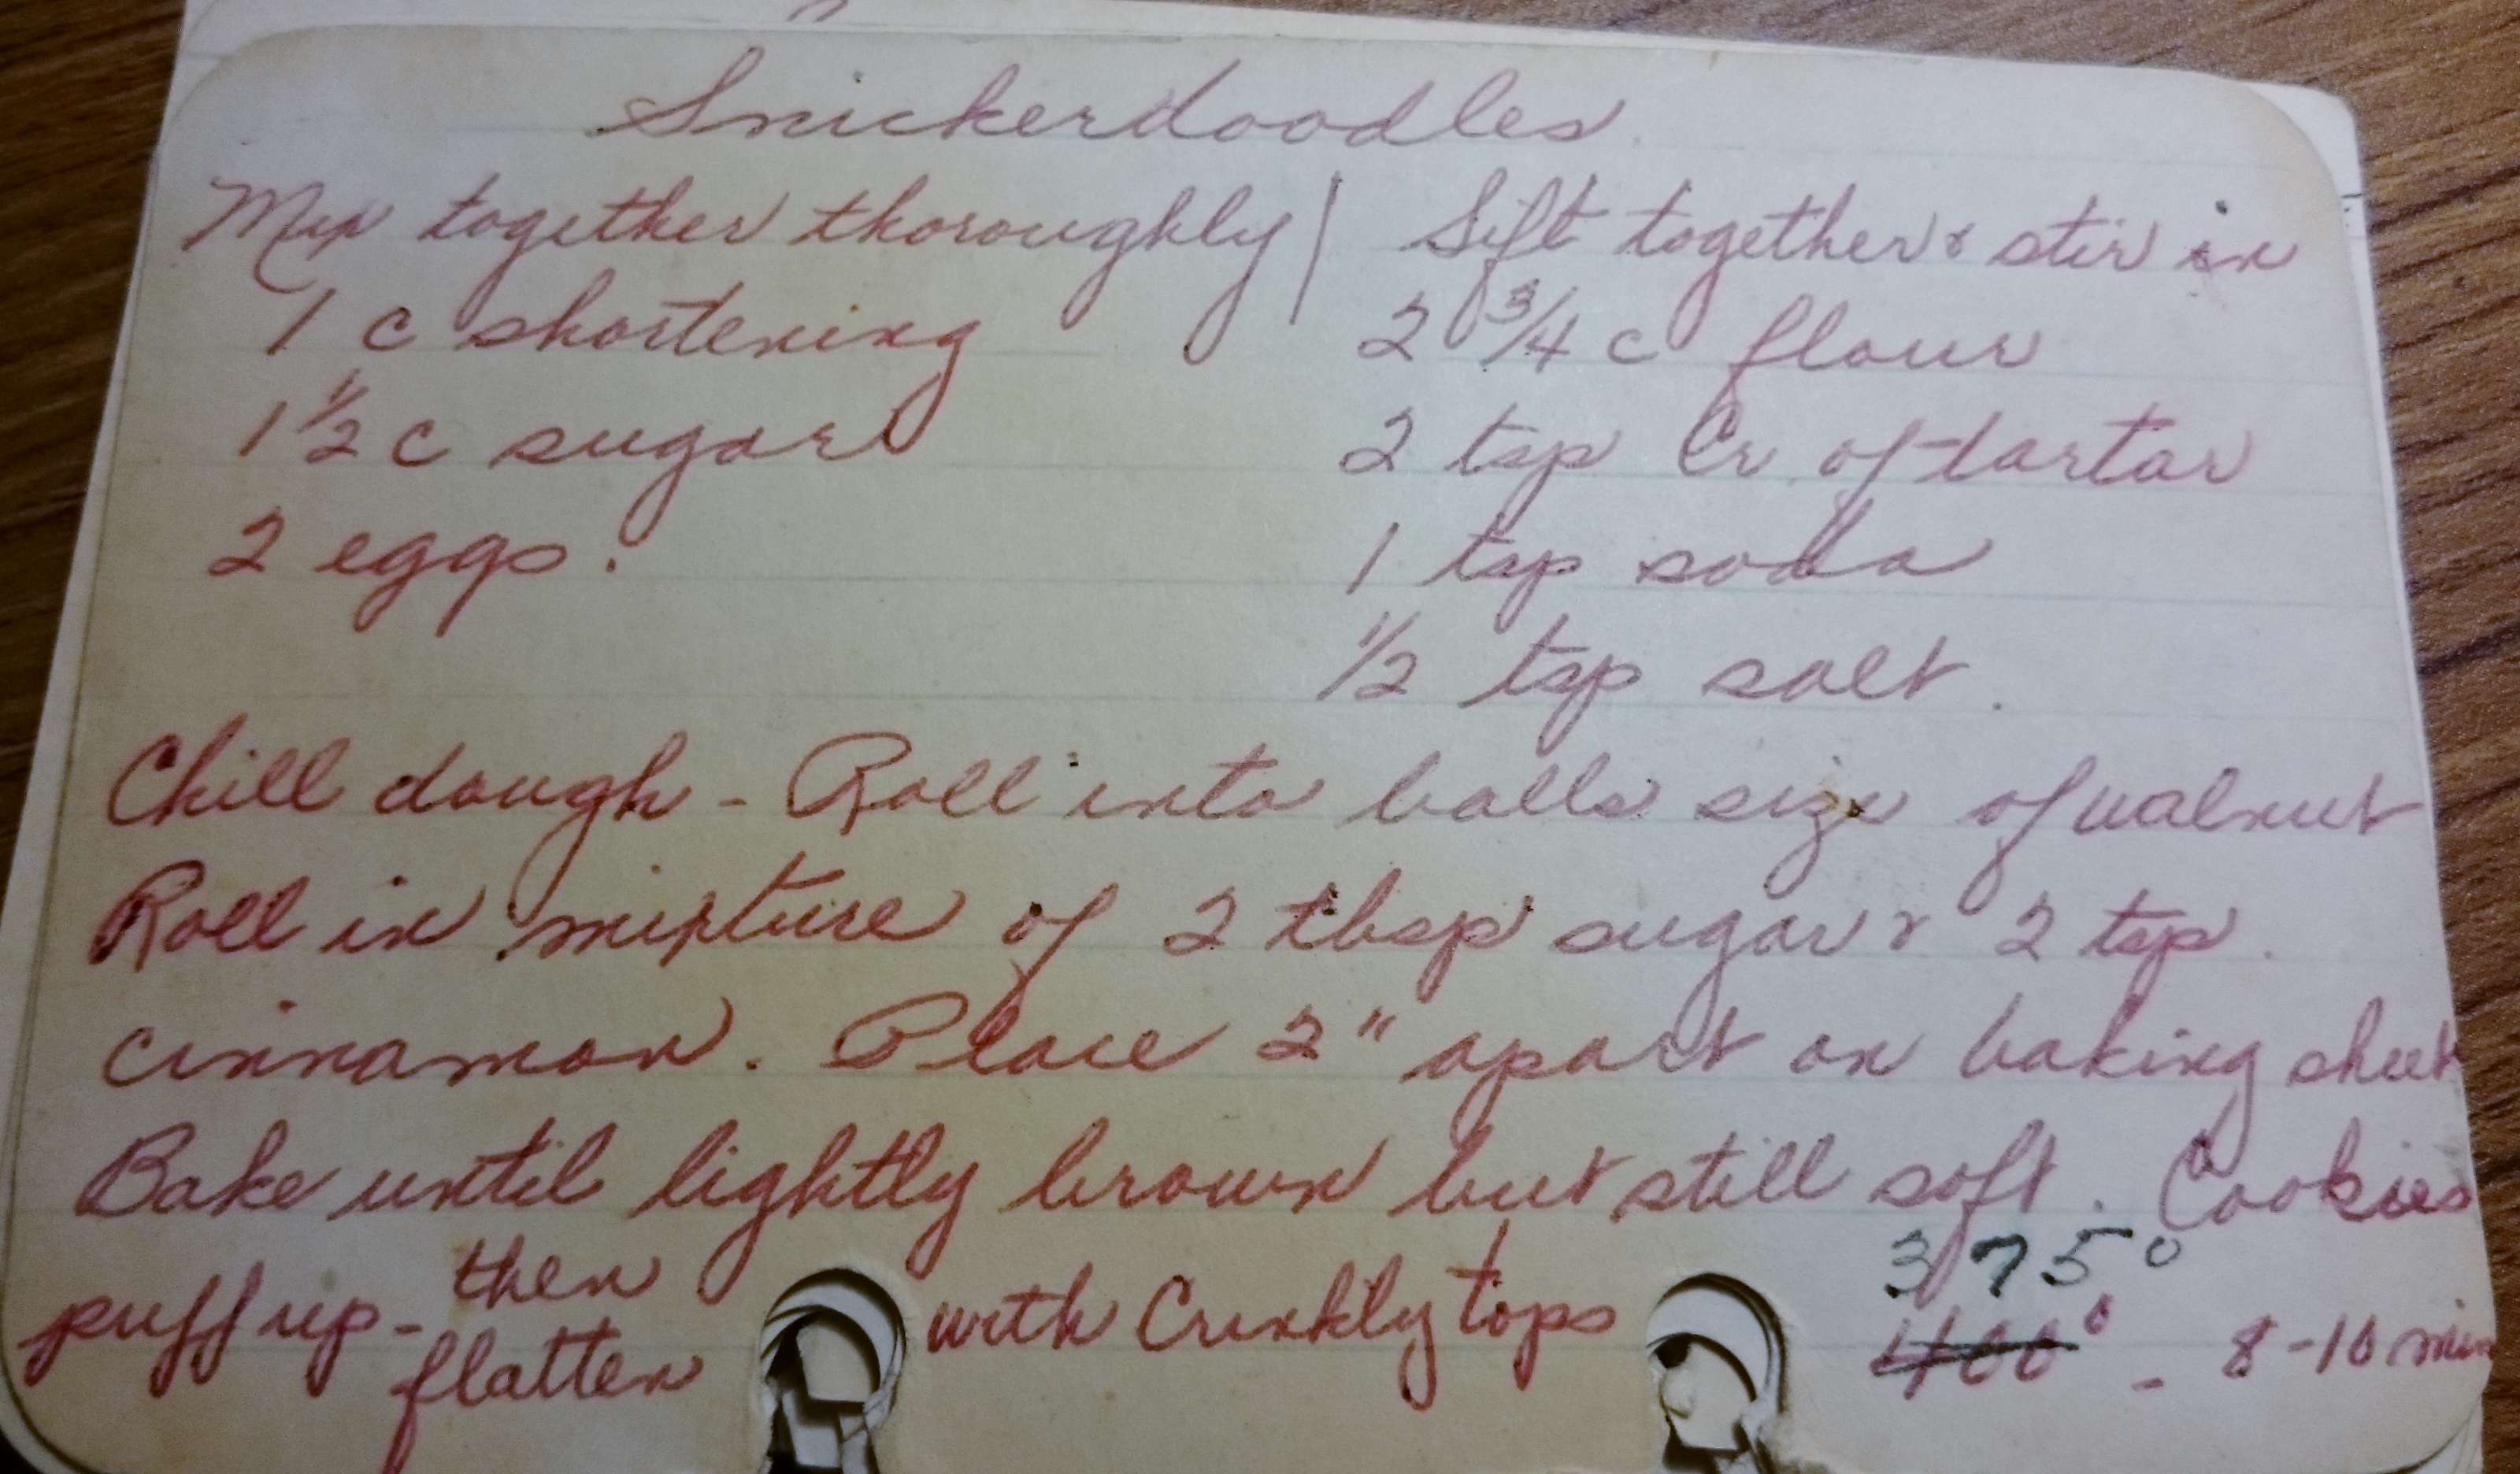 Snickerdoodles
Mix together thoroughly | Sift together & stir in
1 c shortening
1 1/2 c sugar
2 eggs.
2 3/4 c flour
2 tsp Cr. of tartar
1 tsp soda
1/2 tsp salt.
Chill dough - Roll into balls size of walnut
Roll in mixture of 2 tbsp sugar & 2 tsp.
cinnamon. Place 2" apart on baking sheet
Bake until lightly brown but still soft. Cookies
puff up - then flatten with Crinkly tops
375°
400° - 8-10 min